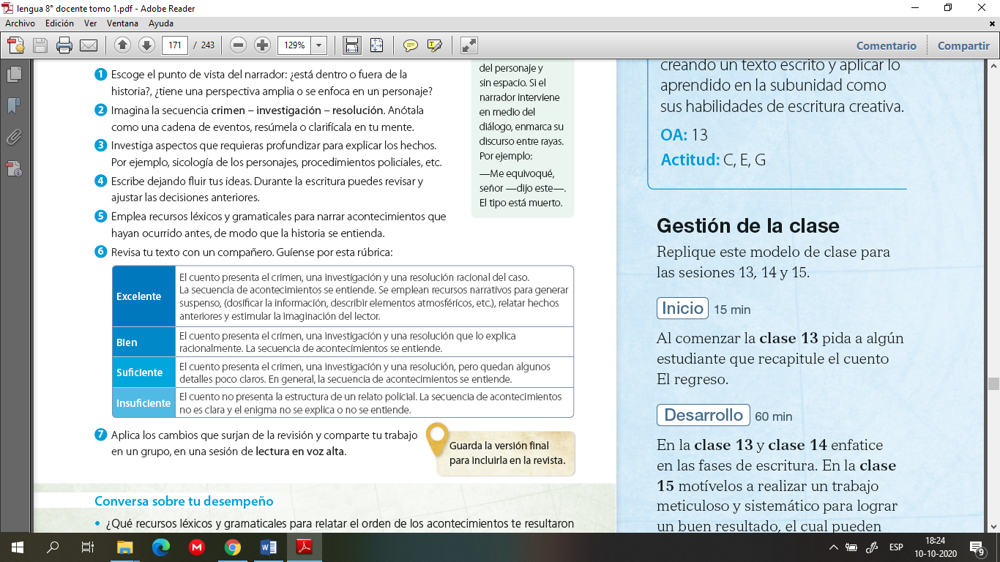 lengua 8° docente tomo 1.pdf - Adobe Reader
Archivo Edición Ver Ventana Ayuda
171 / 243 129% Comentario Compartir
1 Escoge el punto de vista del narrador: ¿está dentro o fuera de la
historia?, ¿tiene una perspectiva amplia o se enfoca en un personaje?
2 Imagina la secuencia crimen – investigación – resolución. Anótala
como una cadena de eventos, resúmela o clarifícala en tu mente.
3 Investiga aspectos que requieras profundizar para explicar los hechos.
Por ejemplo, sicología de los personajes, procedimientos policiales, etc.
4 Escribe dejando fluir tus ideas. Durante la escritura puedes revisar y
ajustar las decisiones anteriores.
5 Emplea recursos léxicos y gramaticales para narrar acontecimientos que
hayan ocurrido antes, de modo que la historia se entienda.
6 Revisa tu texto con un compañero. Guíense por esta rúbrica:
del personaje y
sin espacio. Si el
narrador interviene
en medio del
diálogo, enmarca su
discurso entre rayas.
Por ejemplo:
—Me equivoqué,
señor —dijo este—.
El tipo está muerto.
Excelente
El cuento presenta el crimen, una investigación y una resolución racional del caso.
La secuencia de acontecimientos se entiende. Se emplean recursos narrativos para generar
suspenso, (dosificar la información, describir elementos atmosféricos, etc.), relatar hechos
anteriores y estimular la imaginación del lector.
Bien
El cuento presenta el crimen, una investigación y una resolución que lo explica
racionalmente. La secuencia de acontecimientos se entiende.
Suficiente
El cuento presenta el crimen, una investigación y una resolución, pero quedan algunos
detalles poco claros. En general, la secuencia de acontecimientos se entiende.
Insuficiente
El cuento no presenta la estructura de un relato policial. La secuencia de acontecimientos
no es clara y el enigma no se explica o no se entiende.
7 Aplica los cambios que surjan de la revisión y comparte tu trabajo
en un grupo, en una sesión de lectura en voz alta.
Guarda la versión final
para incluirla en la revista.
Conversa sobre tu desempeño
• ¿Qué recursos léxicos y gramaticales para relatar el orden de los acontecimientos te resultaron
creando un texto escrito y aplicar lo
aprendido en la subunidad como
sus habilidades de escritura creativa.
OA: 13
Actitud: C, E, G
Gestión de la clase
Replique este modelo de clase para
las sesiones 13, 14 y 15.
Inicio 15 min
Al comenzar la clase 13 pida a algún
estudiante que recapitule el cuento
El regreso.
Desarrollo 60 min
En la clase 13 y clase 14 enfatice
en las fases de escritura. En la clase
15 motívelos a realizar un trabajo
meticuloso y sistemático para lograr
un buen resultado, el cual pueden
ESP
18:24
10-10-2020
9